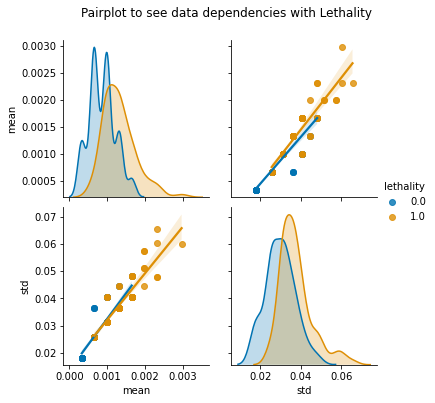 Pairplot to see data dependencies with Lethality
0.0030
0.0025
0.0020
0.0015
0.0010
0.0005
mean
lethality
0.0
1.0
0.07
0.06
0.05
0.04
0.03
0.02
std
0.000 0.001 0.002 0.003
mean
0.02 0.04 0.06
std